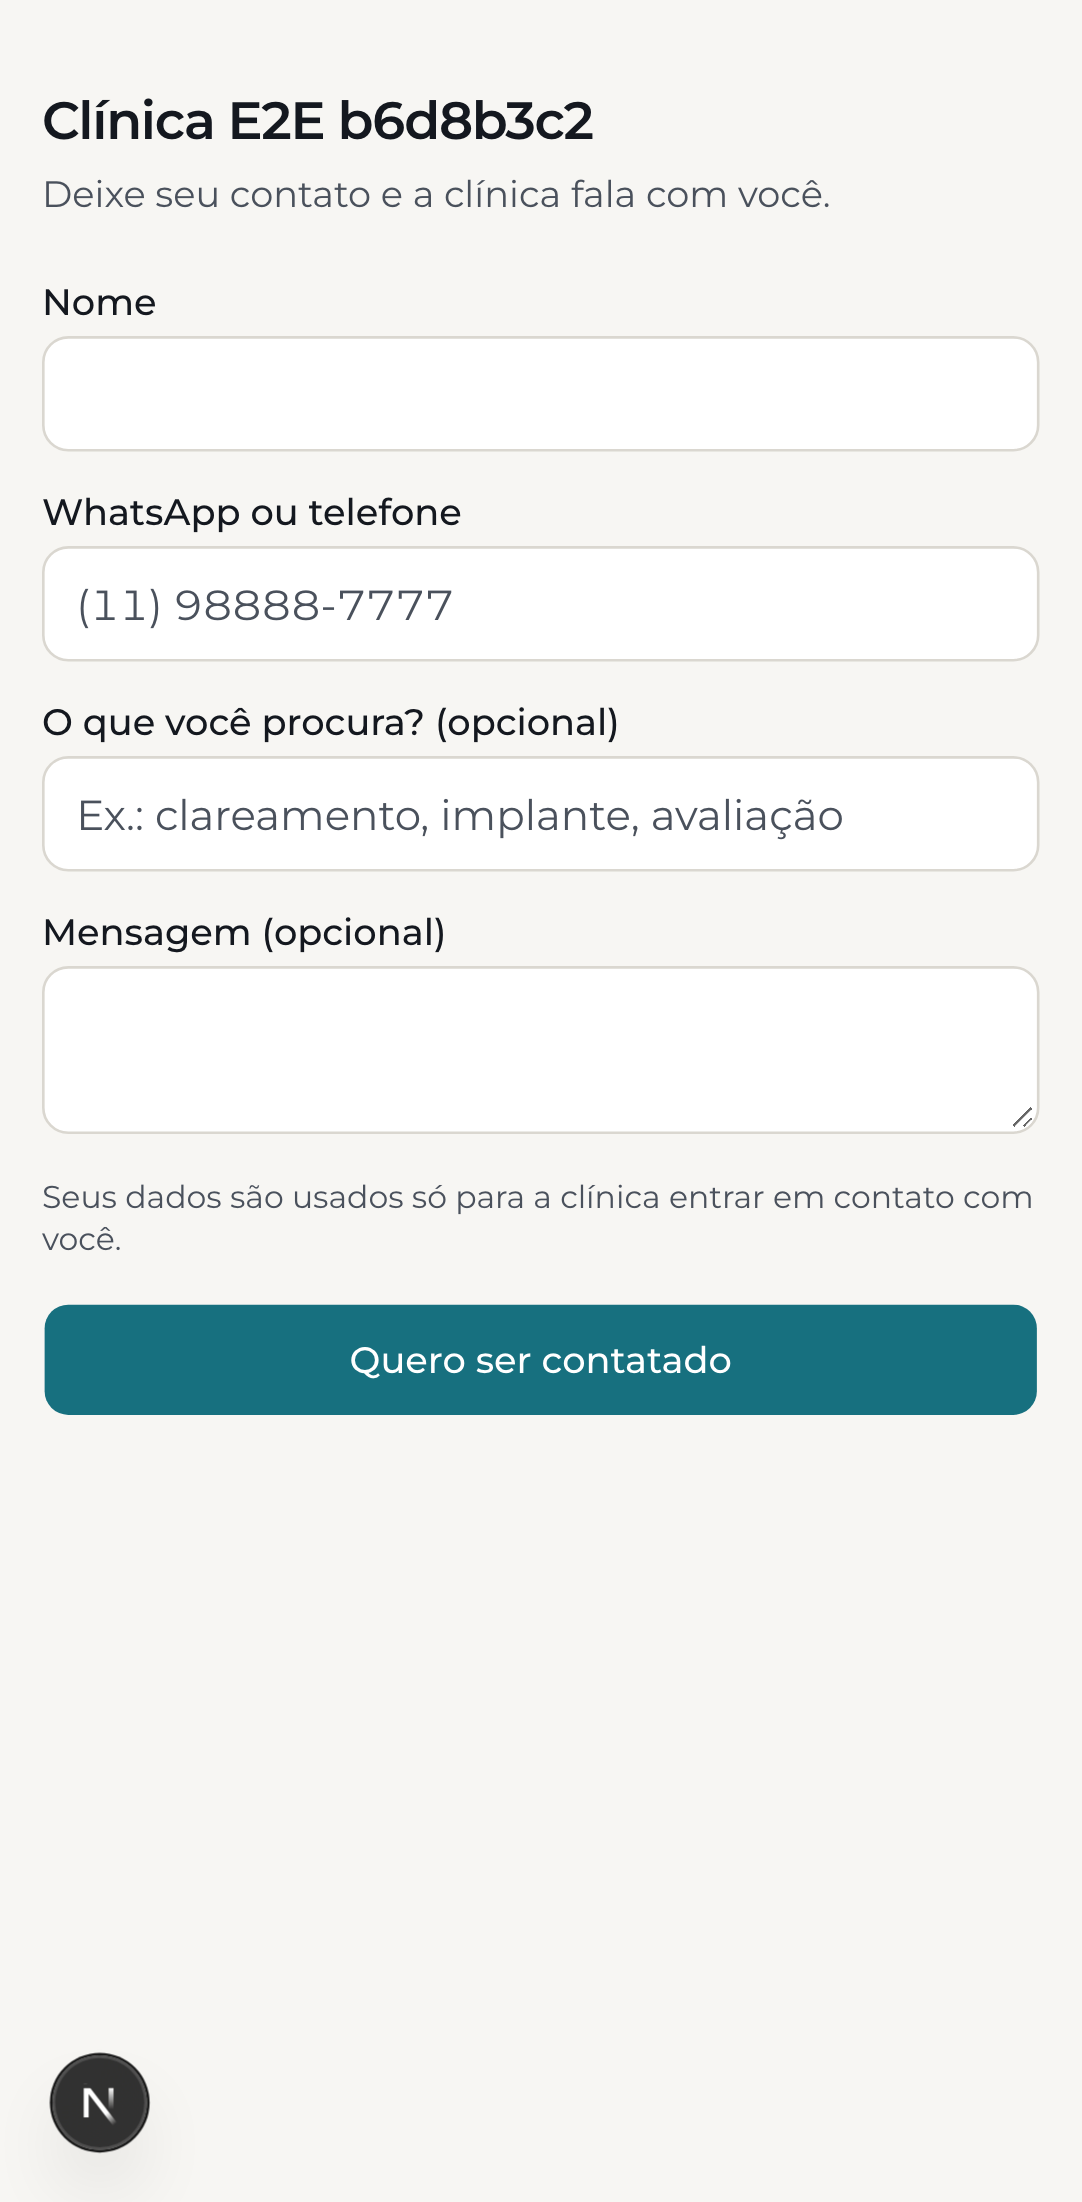 Clínica E2E b6d8b3c2
Deixe seu contato e a clínica fala com você.
Nome
WhatsApp ou telefone
(11) 98888-7777
O que você procura? (opcional)
Ex.: clareamento, implante, avaliação
Mensagem (opcional)
Seus dados são usados só para a clínica entrar em contato com
você.
Quero ser contatado
N